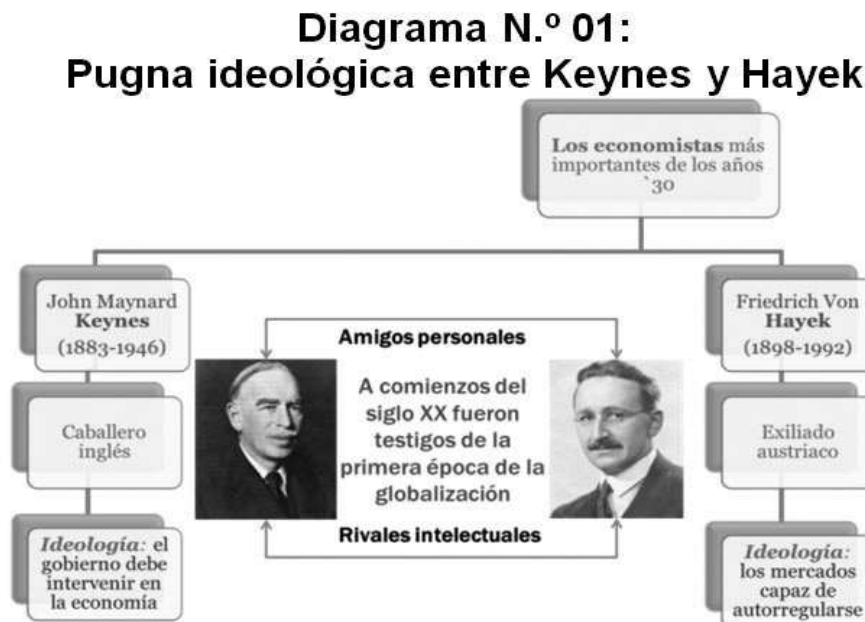 Diagrama N.º 01:
Pugna ideológica entre Keynes y Hayek
Los economistas más
importantes de los años
`30
John Maynard
Keynes
(1883-1946)
Friedrich Von
Hayek
(1898-1992)
Amigos personales
A comienzos del
siglo XX fueron
testigos de la
primera época de la
globalización
Rivales intelectuales
Caballero
inglés
Exiliado
austriaco
Ideología: el
gobierno debe
intervenir en
la economía
Ideología:
los mercados
capaz de
autorregularse